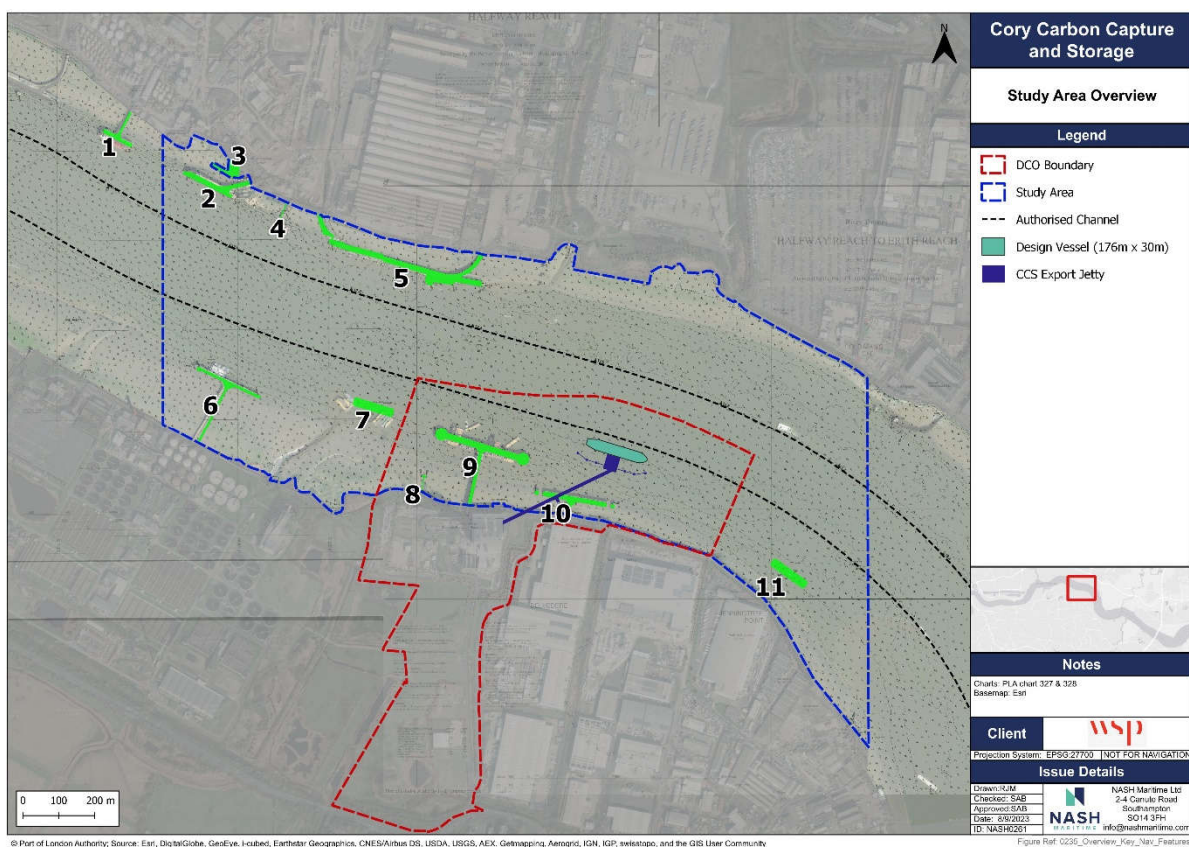 HALFWAY REACH
N
HALFWAY REACH TO ERITH REACH
1
2
3
4
5
6
7
8
9
10
11
BELVEDERE
0 100 200 m
Cory Carbon Capture
and Storage
Study Area Overview
Legend
DCO Boundary
Study Area
Authorised Channel
Design Vessel (176m x 30m)
CCS Export Jetty
Notes
Charts: PLA chart 327 & 328
Basemap: Esri
Client
wsp
Projection System: EPSG:27700 NOT FOR NAVIGATION
Issue Details
Drawn:RJM
Checked: SAB
Approved:SAB
Date: 8/9/2023
ID: NASH0261
NASH
MARITIME
NASH Maritime Ltd
2-4 Canute Road
Southampton
SO14 3FH
info@nashmaritime.com
© Port of London Authority; Source: Esri, DigitalGlobe, GeoEye, i-cubed, Earthstar Geographics, CNES/Airbus DS, USDA, USGS, AEX, Getmapping, Aerogrid, IGN, IGP, swisstopo, and the GIS User Community
Figure Ref: 0235_Overview_Key_Nav_Features